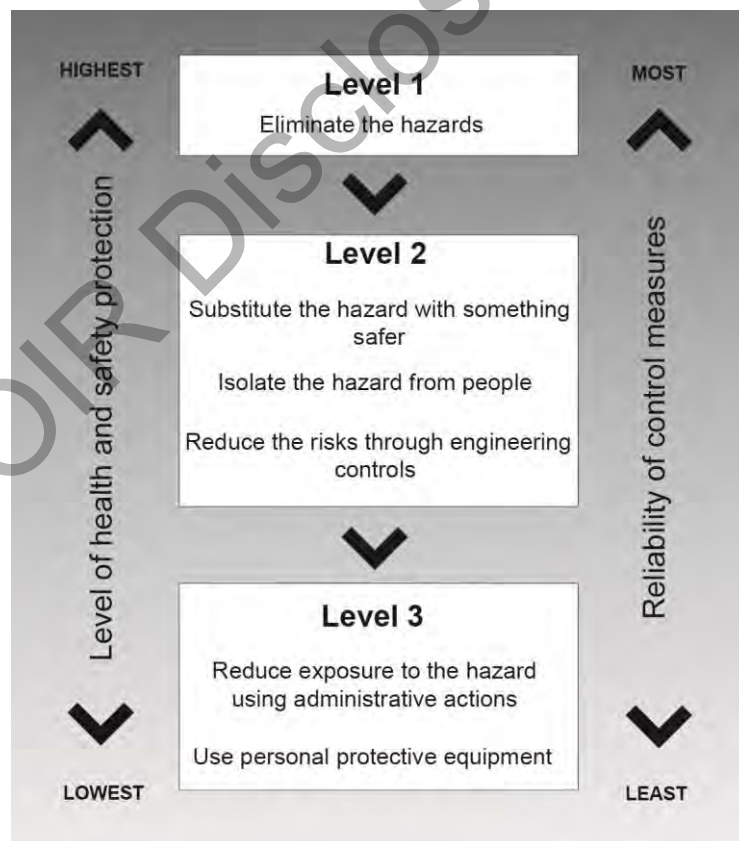 HIGHEST
MOST
Level 1
Eliminate the hazards
Level 2
Substitute the hazard with something
safer
Isolate the hazard from people
Reduce the risks through engineering
controls
Level 3
Reduce exposure to the hazard
using administrative actions
Use personal protective equipment
Level of health and safety protection
Reliability of control measures
LOWEST
LEAST